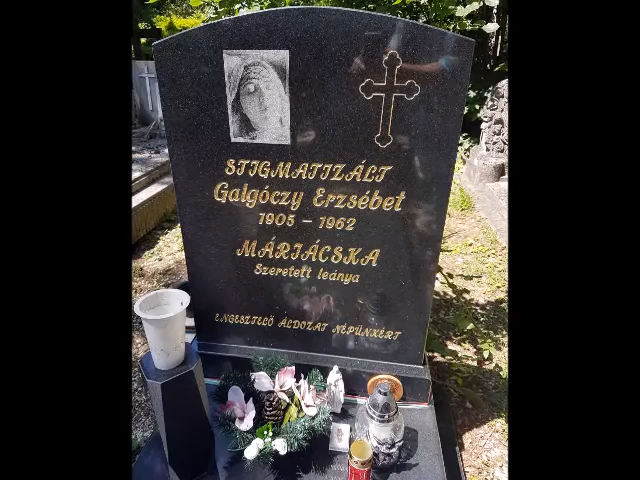 STIGMATIZÁLT
Galgóczy Erzsébet
1905 – 1962
MÁRIÁCSKA
Szeretett leánya
ENGESZTELŐ ÁLDOZAT NÉPÜNKÉRT